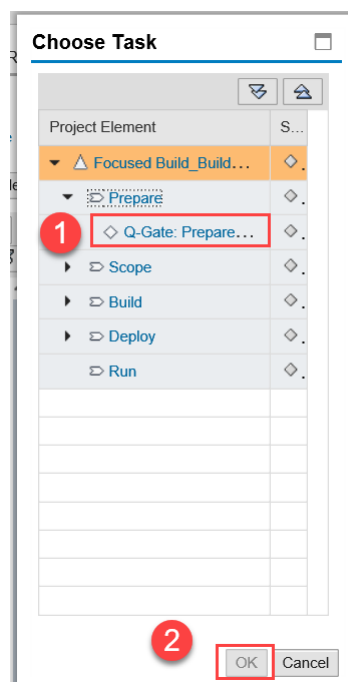 Choose Task
Project Element S...
Focused Build_Build...
Prepare
1
Q-Gate: Prepare...
Scope
Build
Deploy
Run
2
OK Cancel